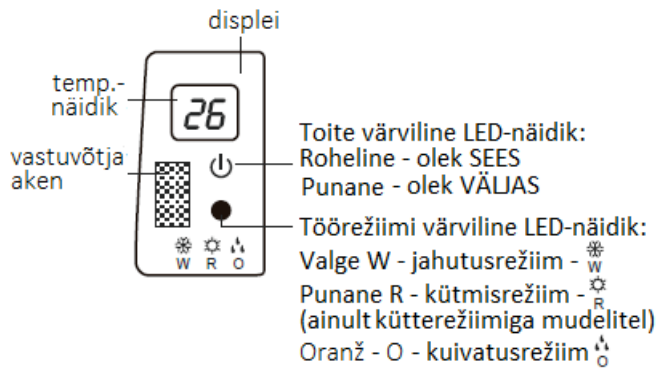 displei
temp.-
näidik
26
vastuvõtja
aken
W R O
Toite värviline LED-näidik:
Roheline - olek SEES
Punane - olek VÄLJAS
Töörežiimi värviline LED-näidik:
Valge W - jahutusrežiim - W
Punane R - kütmisrežiim - R
(ainult kütterežiimiga mudelitel)
Oranž - O - kuivatusrežiim O